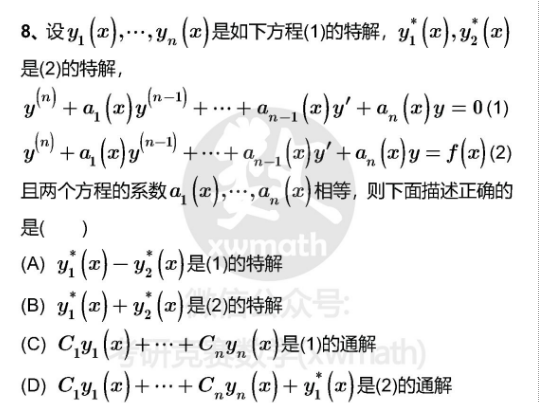 8、设 y₁(x),⋯,yₙ(x)是如下方程(1)的特解，y₁*(x),y₂*(x)
是(2)的特解，
y⁽ⁿ⁾ + a₁(x)y⁽ⁿ⁻¹⁾ + ⋯ + aₙ₋₁(x)y′ + aₙ(x)y = 0 (1)
y⁽ⁿ⁾ + a₁(x)y⁽ⁿ⁻¹⁾ + ⋯ + aₙ₋₁(x)y′ + aₙ(x)y = f(x) (2)
且两个方程的系数 a₁(x),⋯,aₙ(x)相等，则下面描述正确的
是( )
(A) y₁*(x) − y₂*(x)是(1)的特解
(B) y₁*(x) + y₂*(x)是(2)的特解
(C) C₁y₁(x) + ⋯ + Cₙyₙ(x)是(1)的通解
(D) C₁y₁(x) + ⋯ + Cₙyₙ(x) + y₁*(x)是(2)的通解
xwmath